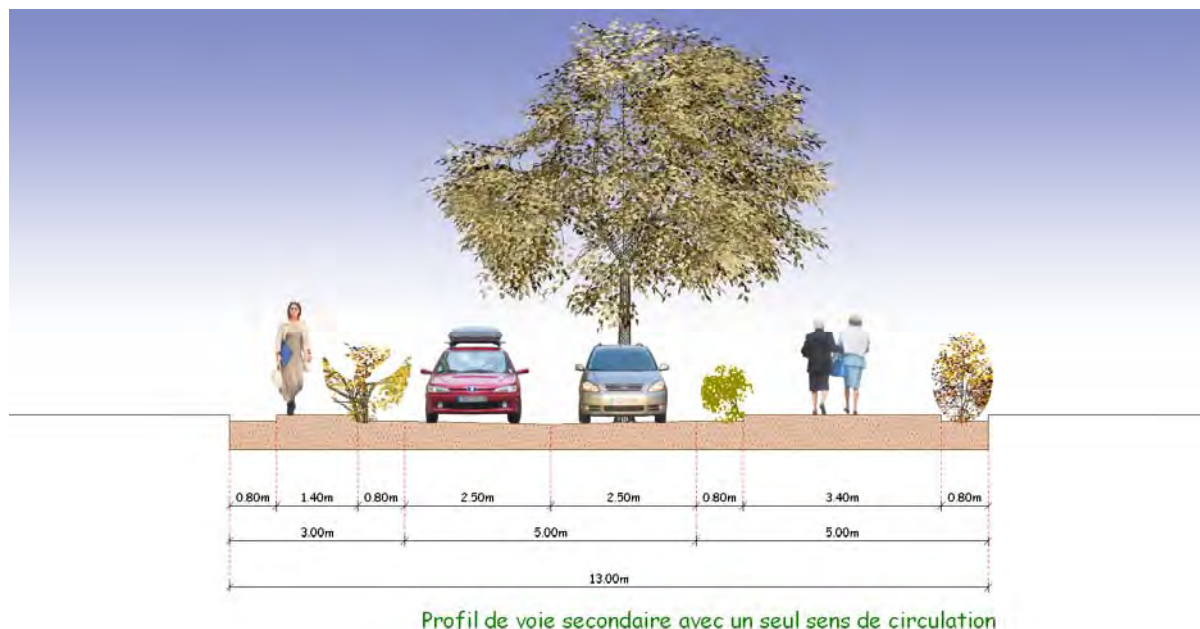 0.80m 1.40m 0.80m 2.50m 2.50m 0.80m 3.40m 0.80m
3.00m 5.00m 5.00m
13.00m
Profil de voie secondaire avec un seul sens de circulation